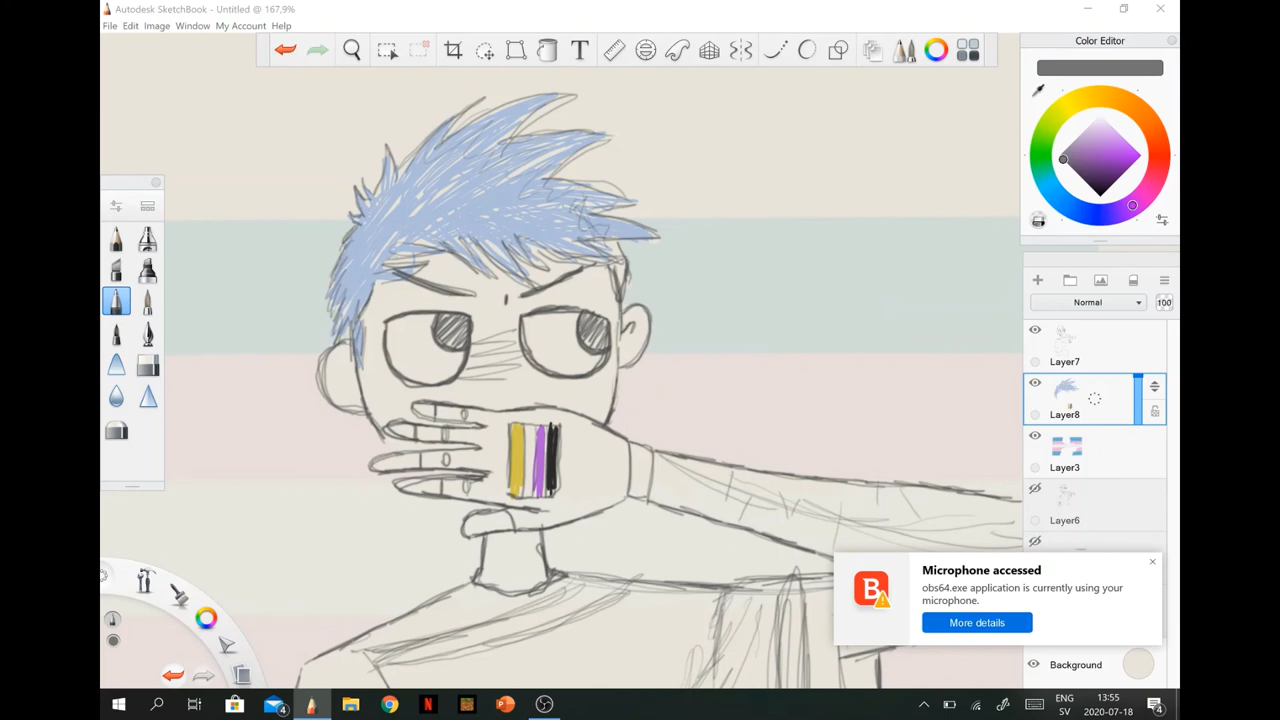 Autodesk SketchBook - Untitled @ 167,9%
File Edit Image Window My Account Help
T
Color Editor
Normal
100
Layer7
Layer8
Layer3
Layer6
B
Microphone accessed
obs64.exe application is currently using your
microphone.
More details
Background
4
N
P
ENG
SV
13:55
2020-07-18
4